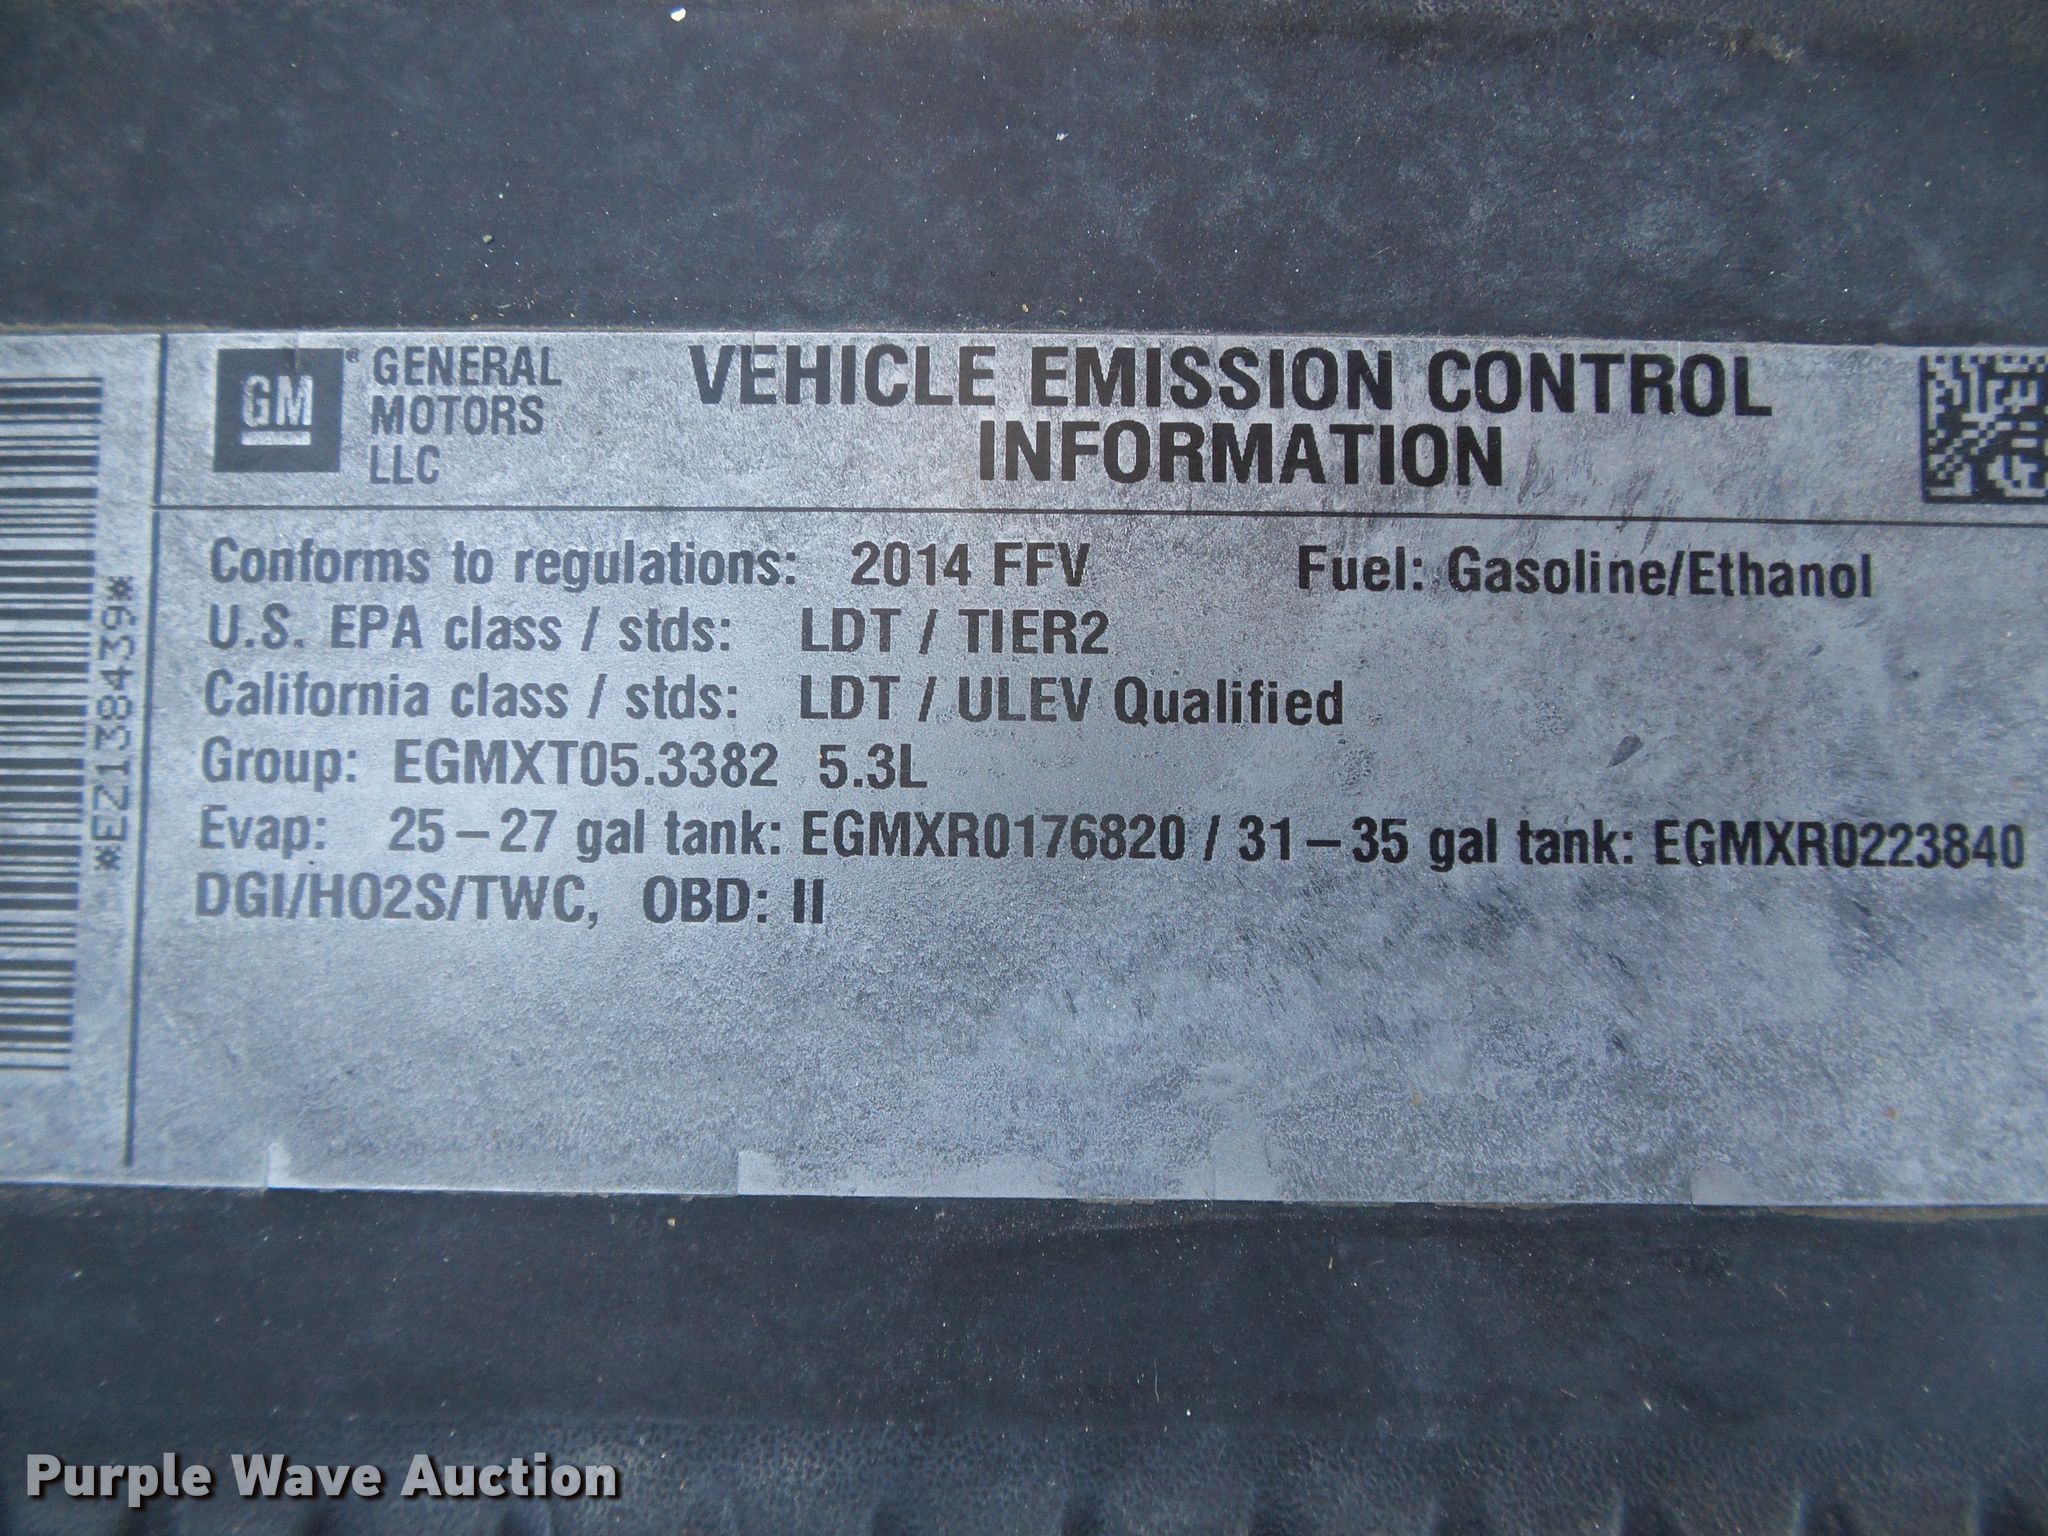 GM ® GENERAL
MOTORS
LLC
VEHICLE EMISSION CONTROL
INFORMATION
*EZ138439*
Conforms to regulations: 2014 FFV Fuel: Gasoline/Ethanol
U.S. EPA class / stds: LDT / TIER2
California class / stds: LDT / ULEV Qualified
Group: EGMXT05.3382 5.3L
Evap: 25-27 gal tank: EGMXR0176820 / 31-35 gal tank: EGMXR0223840
DGI/HO2S/TWC, OBD: II
Purple Wave Auction